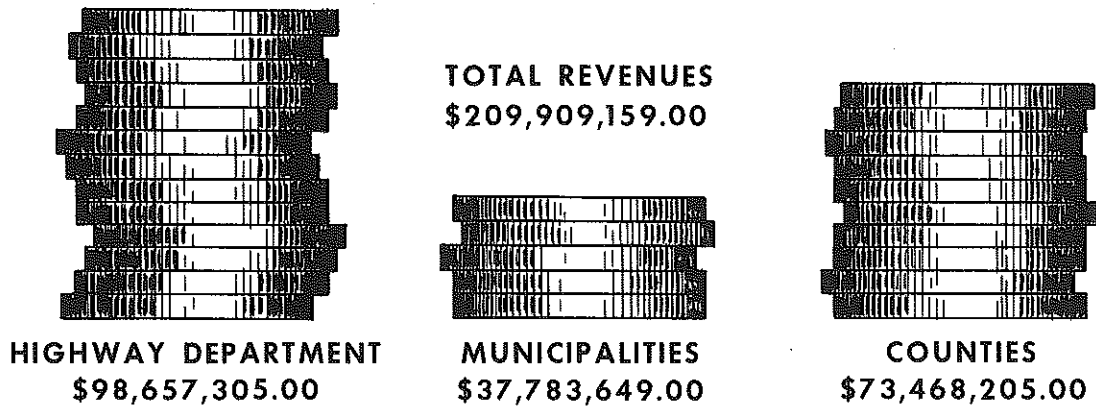 TOTAL REVENUES
$209,909,159.00
HIGHWAY DEPARTMENT
$98,657,305.00
MUNICIPALITIES
$37,783,649.00
COUNTIES
$73,468,205.00